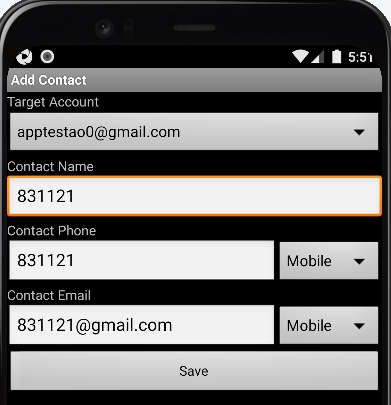 5:51
Add Contact
Target Account
apptestao0@gmail.com
Contact Name
831121
Contact Phone
831121 Mobile
Contact Email
831121@gmail.com Mobile
Save